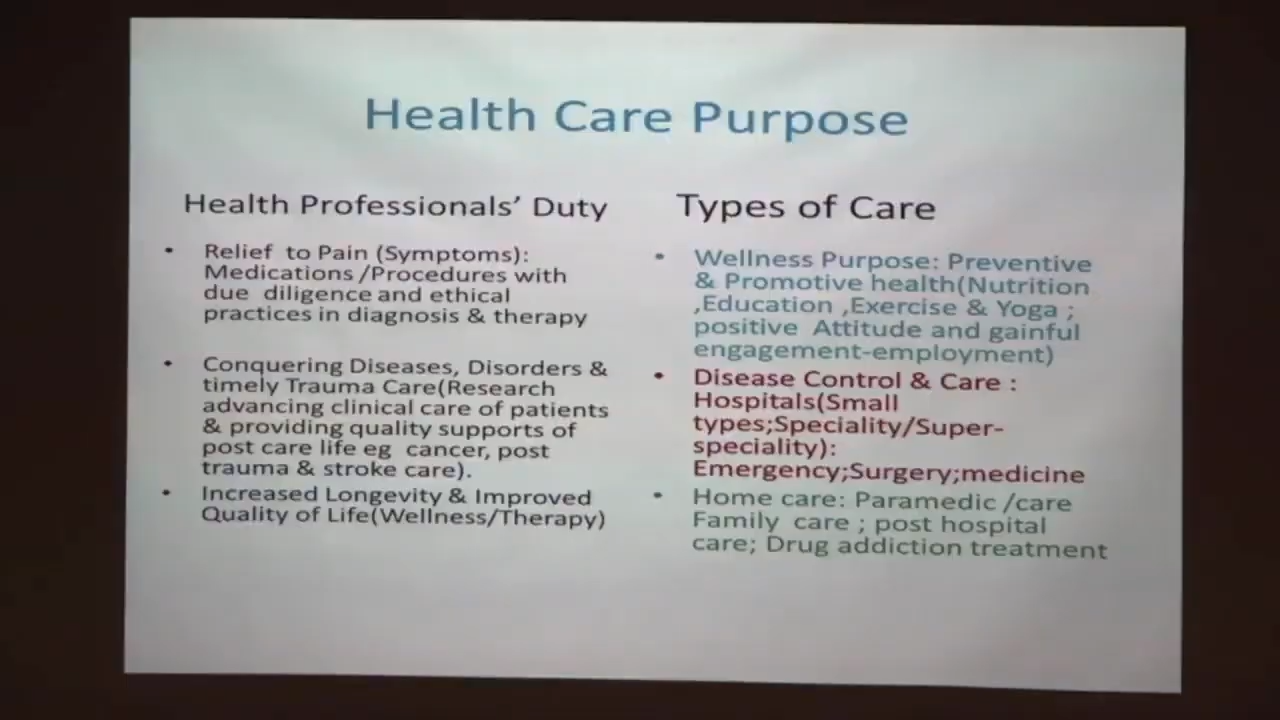 Health Care Purpose
Health Professionals’ Duty
• Relief to Pain (Symptoms):
Medications /Procedures with
due diligence and ethical
practices in diagnosis & therapy
• Conquering Diseases, Disorders &
timely Trauma Care(Research
advancing clinical care of patients
& providing quality supports of
post care life eg cancer, post
trauma & stroke care).
• Increased Longevity & Improved
Quality of Life(Wellness/Therapy)
Types of Care
• Wellness Purpose: Preventive
& Promotive health(Nutrition
,Education ,Exercise & Yoga ;
positive Attitude and gainful
engagement-employment)
• Disease Control & Care :
Hospitals(Small
types;Speciality/Super-
speciality):
Emergency;Surgery;medicine
• Home care: Paramedic /care
Family care ; post hospital
care; Drug addiction treatment